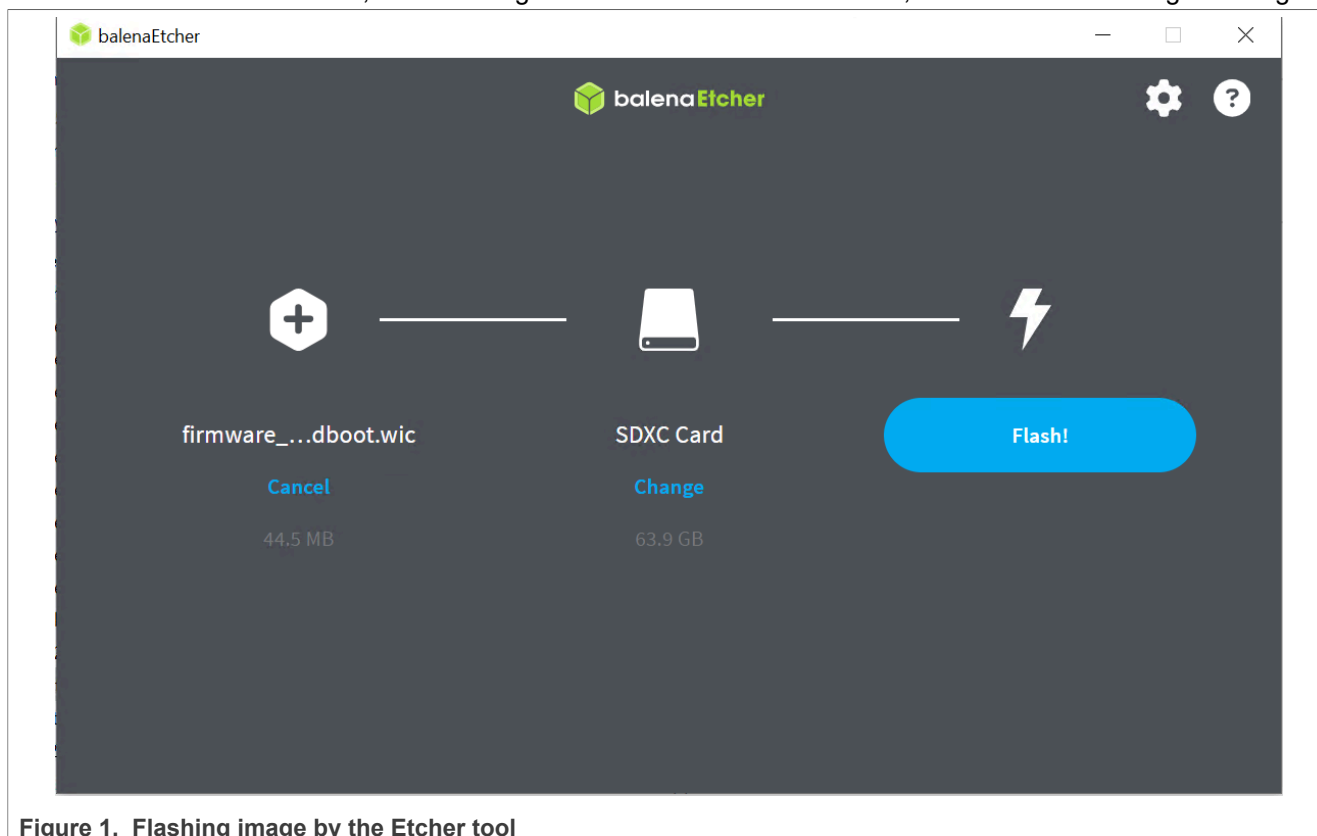 balenaEtcher
balenaEtcher
?
firmware_...dboot.wic SDXC Card Flash!
Cancel Change
44.5 MB 63.9 GB
Figure 1. Flashing image by the Etcher tool